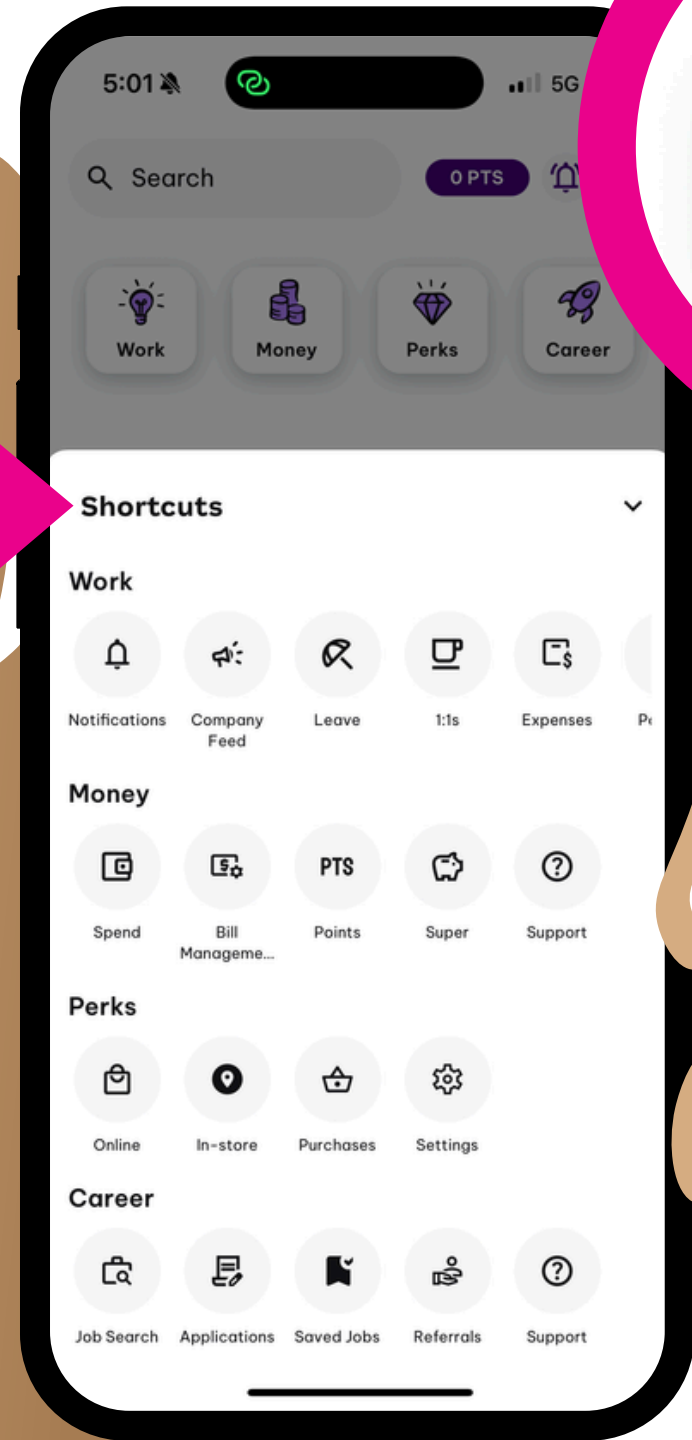 5:01
5G
Search
0 PTS
Work
Money
Perks
Career
Shortcuts
Work
Notifications
Company
Feed
Leave
1:1s
Expenses
Money
PTS
Spend
Bill
Manageme...
Points
Super
Support
Perks
Online
In-store
Purchases
Settings
Career
Job Search
Applications
Saved Jobs
Referrals
Support